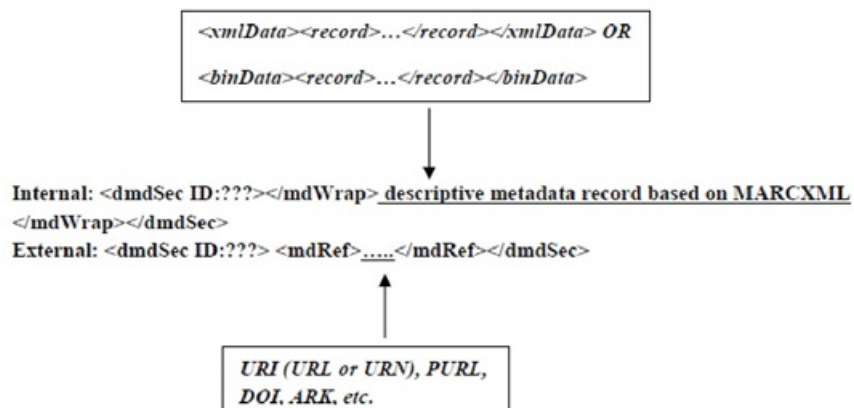 <xmlData><record>…</record></xmlData> OR
<binData><record>…</record></binData>
Internal: <dmdSec ID:???></mdWrap> descriptive metadata record based on MARCXML
</mdWrap></dmdSec>
External: <dmdSec ID:???> <mdRef>…..</mdRef></dmdSec>
URI (URL or URN), PURL,
DOI, ARK, etc.